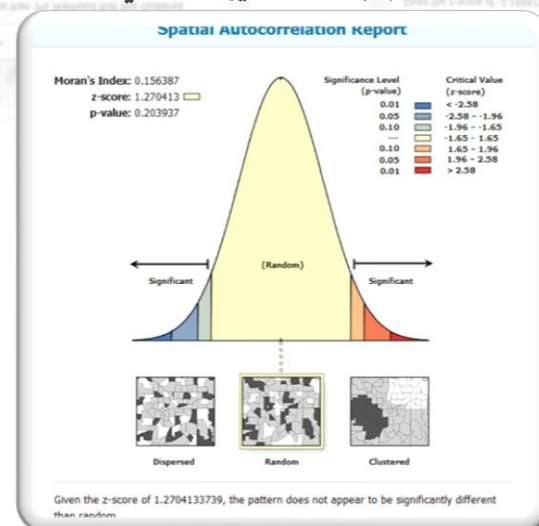 Spatial Autocorrelation Report
Moran's Index: 0.156387
z-score: 1.270413
p-value: 0.203937
Significance Level
(p-value)
Critical Value
(z-score)
0.01 < -2.58
0.05 -2.58 - -1.96
0.10 -1.96 - -1.65
--- -1.65 - 1.65
0.10 1.65 - 1.96
0.05 1.96 - 2.58
0.01 > 2.58
(Random)
Significant Significant
Dispersed Random Clustered
Given the z-score of 1.2704133739, the pattern does not appear to be significantly different
than random